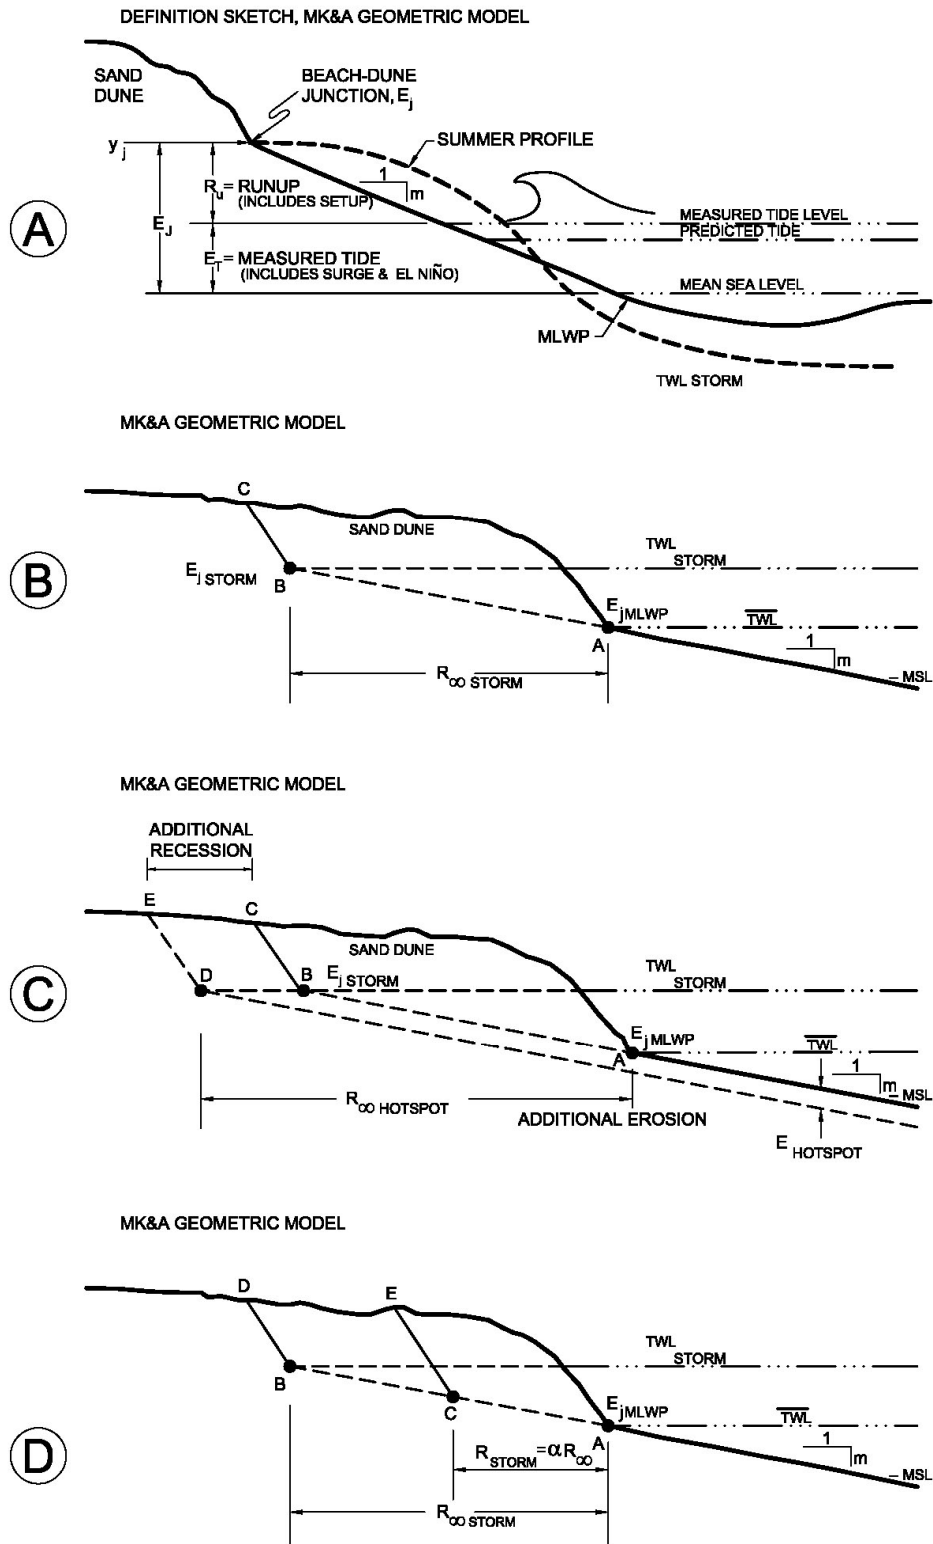 DEFINITION SKETCH, MK&A GEOMETRIC MODEL
SAND
DUNE
BEACH-DUNE
JUNCTION, Ej
yj
SUMMER PROFILE
1
m
Ru = RUNUP
(INCLUDES SETUP)
EJ
MEASURED TIDE LEVEL
PREDICTED TIDE
A
ET = MEASURED TIDE
(INCLUDES SURGE & EL NIÑO)
MEAN SEA LEVEL
MLWP
TWL STORM
MK&A GEOMETRIC MODEL
C
SAND DUNE
TWL
STORM
B
Ej STORM
B
EjMLWP
TWL
A
1
m
MSL
R∞ STORM
MK&A GEOMETRIC MODEL
ADDITIONAL
RECESSION
E
C
SAND DUNE
TWL
STORM
D
B
Ej STORM
C
EjMLWP
TWL
A
1
m
MSL
R∞ HOTSPOT
ADDITIONAL EROSION
E HOTSPOT
MK&A GEOMETRIC MODEL
D
E
TWL
STORM
B
C
EjMLWP
TWL
A
D
RSTORM=αR∞
1
m
MSL
R∞ STORM